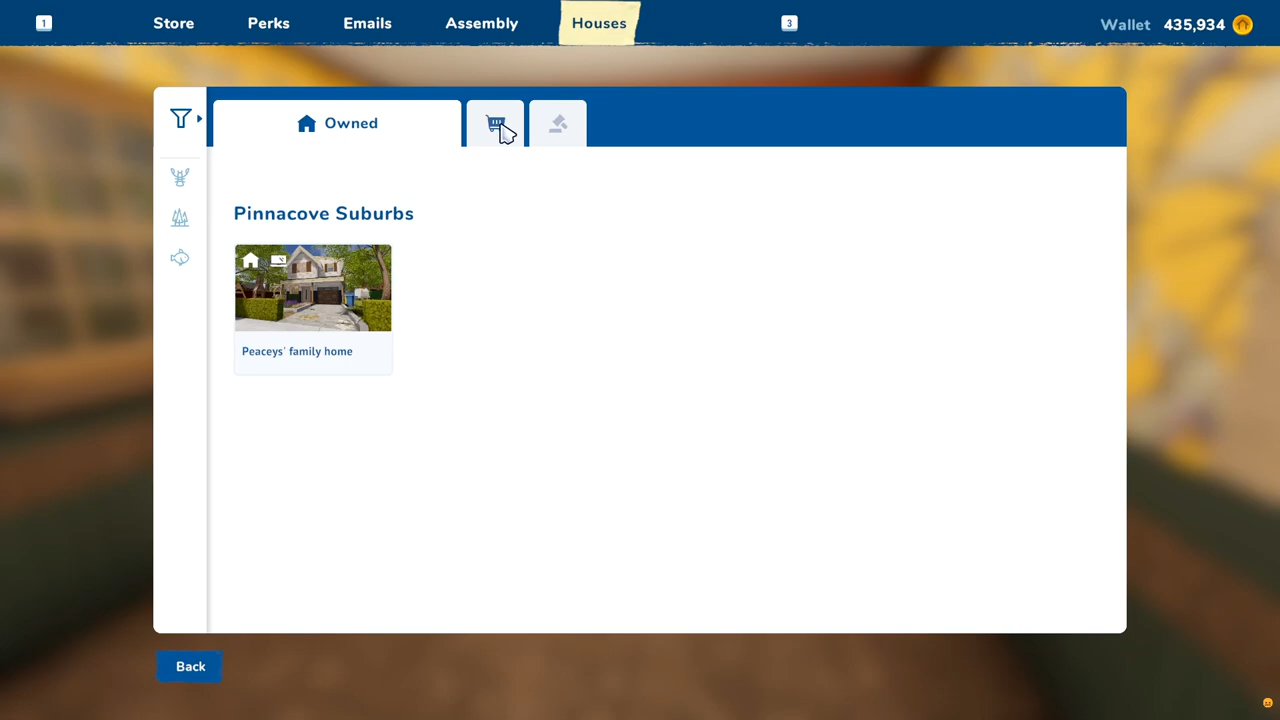 1 Store Perks Emails Assembly Houses 3 Wallet 435,934
Owned
Pinnacove Suburbs
Peaceys' family home
Back